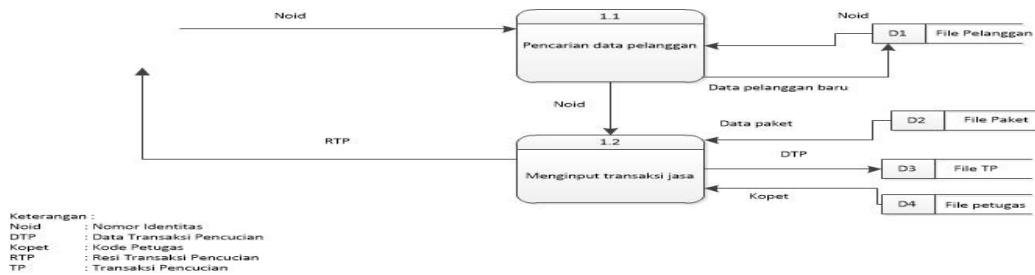 Noid
1.1
Noid
Pencarian data pelanggan
D1 File Pelanggan
Data pelanggan baru
Noid
Data paket
D2 File Paket
RTP
1.2
DTP
Menginput transaksi jasa
D3 File TP
Kopet
D4 File petugas
Keterangan :
Noid : Nomor Identitas
DTP : Data Transaksi Pencucian
Kopet : Kode Petugas
RTP : Resi Transaksi Pencucian
TP : Transaksi Pencucian